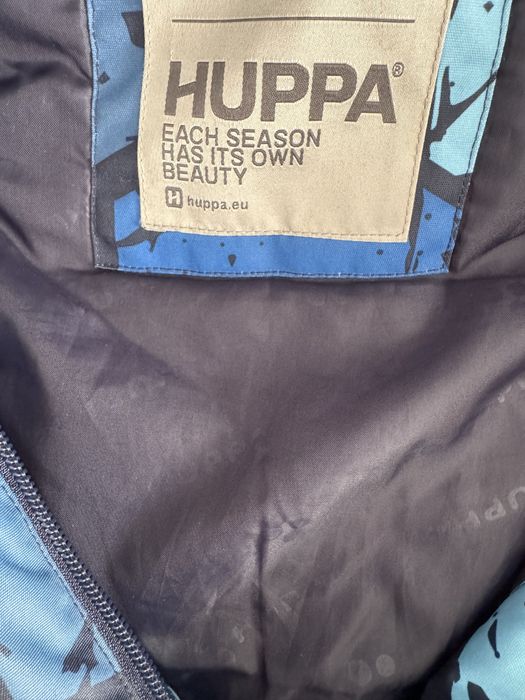 HUPPA®
EACH SEASON
HAS ITS OWN
BEAUTY
H huppa.eu